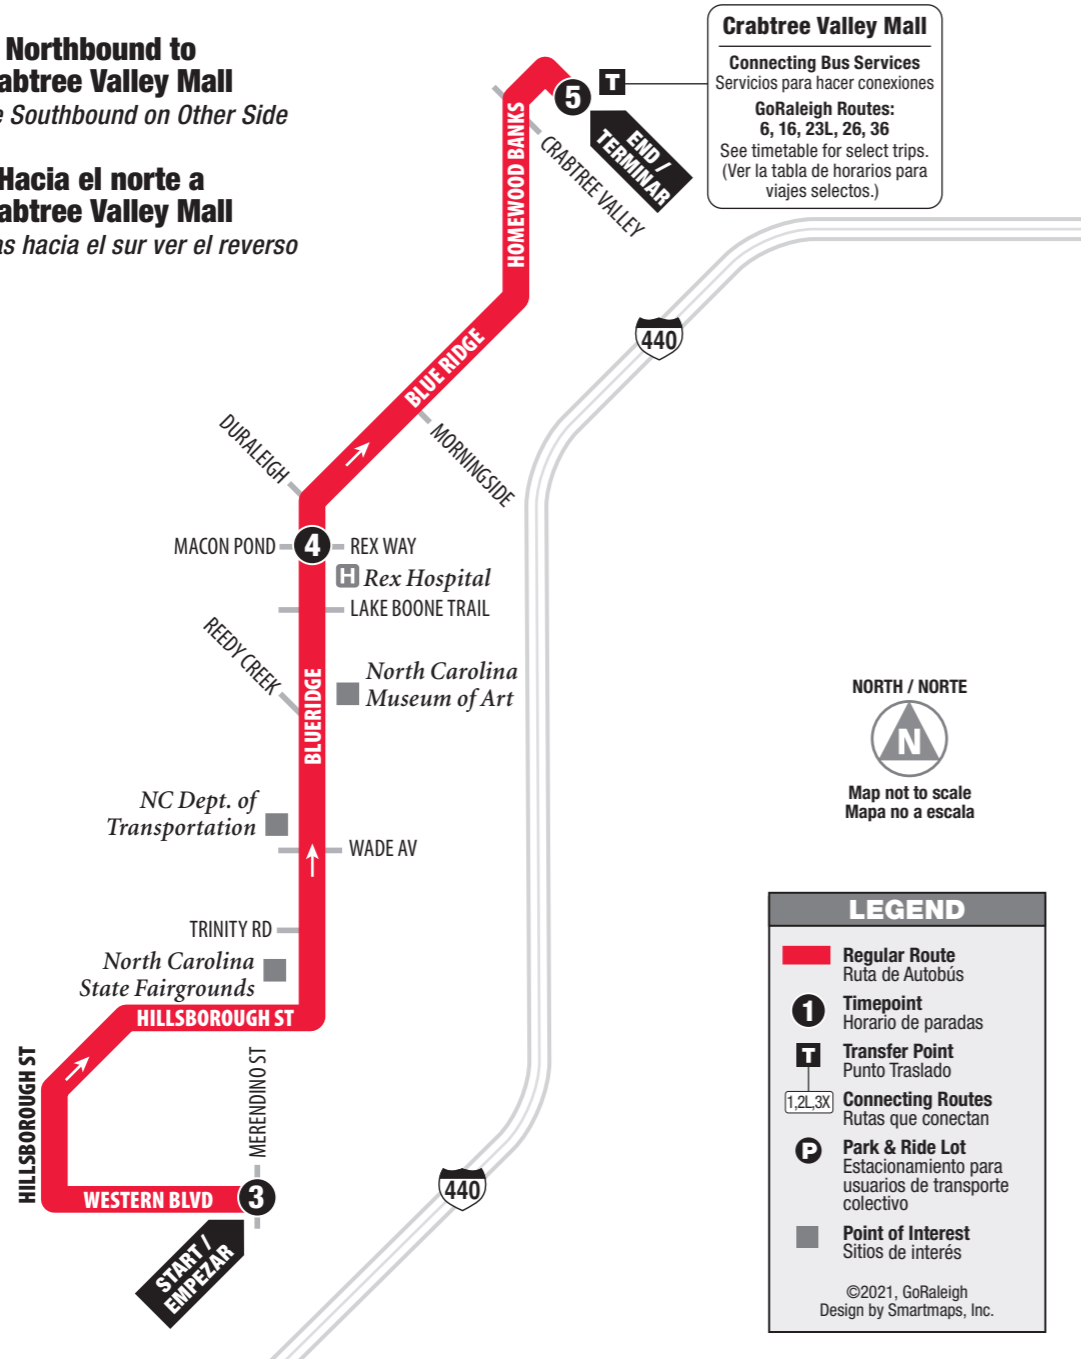 Northbound to
abtree Valley Mall
Southbound on Other Side
Hacia el norte a
abtree Valley Mall
as hacia el sur ver el reverso
Crabtree Valley Mall
Connecting Bus Services
Servicios para hacer conexiones
GoRaleigh Routes:
6, 16, 23L, 26, 36
See timetable for select trips.
(Ver la tabla de horarios para
viajes selectos.)
T
5
END /
TERMINAR
HOMEWOOD BANKS
CRABTREE VALLEY
440
BLUE RIDGE
MORNINGSIDE
DURALEIGH
MACON POND
4
REX WAY
H Rex Hospital
LAKE BOONE TRAIL
REEDY CREEK
North Carolina
Museum of Art
BLUERIDGE
NC Dept. of
Transportation
WADE AV
TRINITY RD
North Carolina
State Fairgrounds
HILLSBOROUGH ST
HILLSBOROUGH ST
MERENDINO ST
WESTERN BLVD
3
START /
EMPEZAR
440
NORTH / NORTE
N
Map not to scale
Mapa no a escala
LEGEND
Regular Route
Ruta de Autobús
1
Timepoint
Horario de paradas
T
Transfer Point
Punto Traslado
1,2L,3X
Connecting Routes
Rutas que conectan
P
Park & Ride Lot
Estacionamiento para
usuarios de transporte
colectivo
Point of Interest
Sitios de interés
©2021, GoRaleigh
Design by Smartmaps, Inc.